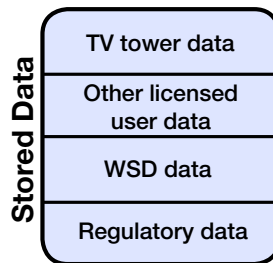 Stored Data
TV tower data
Other licensed
user data
WSD data
Regulatory data